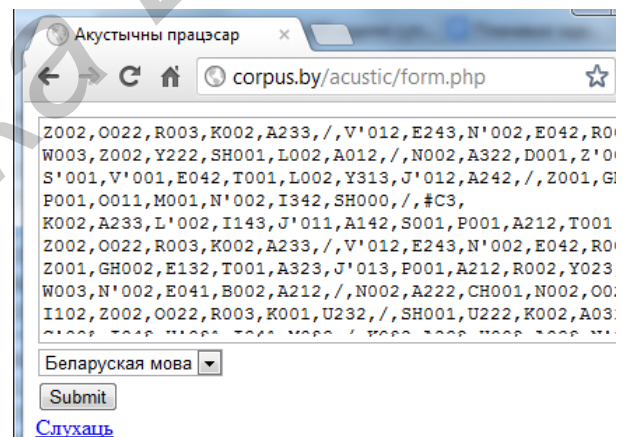 Акустычны працэсар
corpus.by/acustic/form.php
Z002,O022,R003,K002,A233,/,V'012,E243,N'002,E042,R0
W003,Z002,Y222,SH001,L002,A012,/,N002,A322,D001,Z'0
S'001,V'001,E042,T001,L002,Y313,J'012,A242,/,Z001,G
P001,O011,M001,N'002,I342,SH000,/,#C3,
K002,A233,L'002,I143,J'011,A142,S001,P001,A212,T001
Z002,O022,R003,K002,A233,/,V'012,E243,N'002,E042,R0
Z001,GH002,E132,T001,A323,J'013,P001,A212,R002,Y023
W003,N'002,E041,B002,A212,/,N002,A222,CH001,N002,O0
I102,Z002,O022,R003,K001,U232,/,SH001,U222,K002,A03
Беларуская мова
Submit
Слухаць